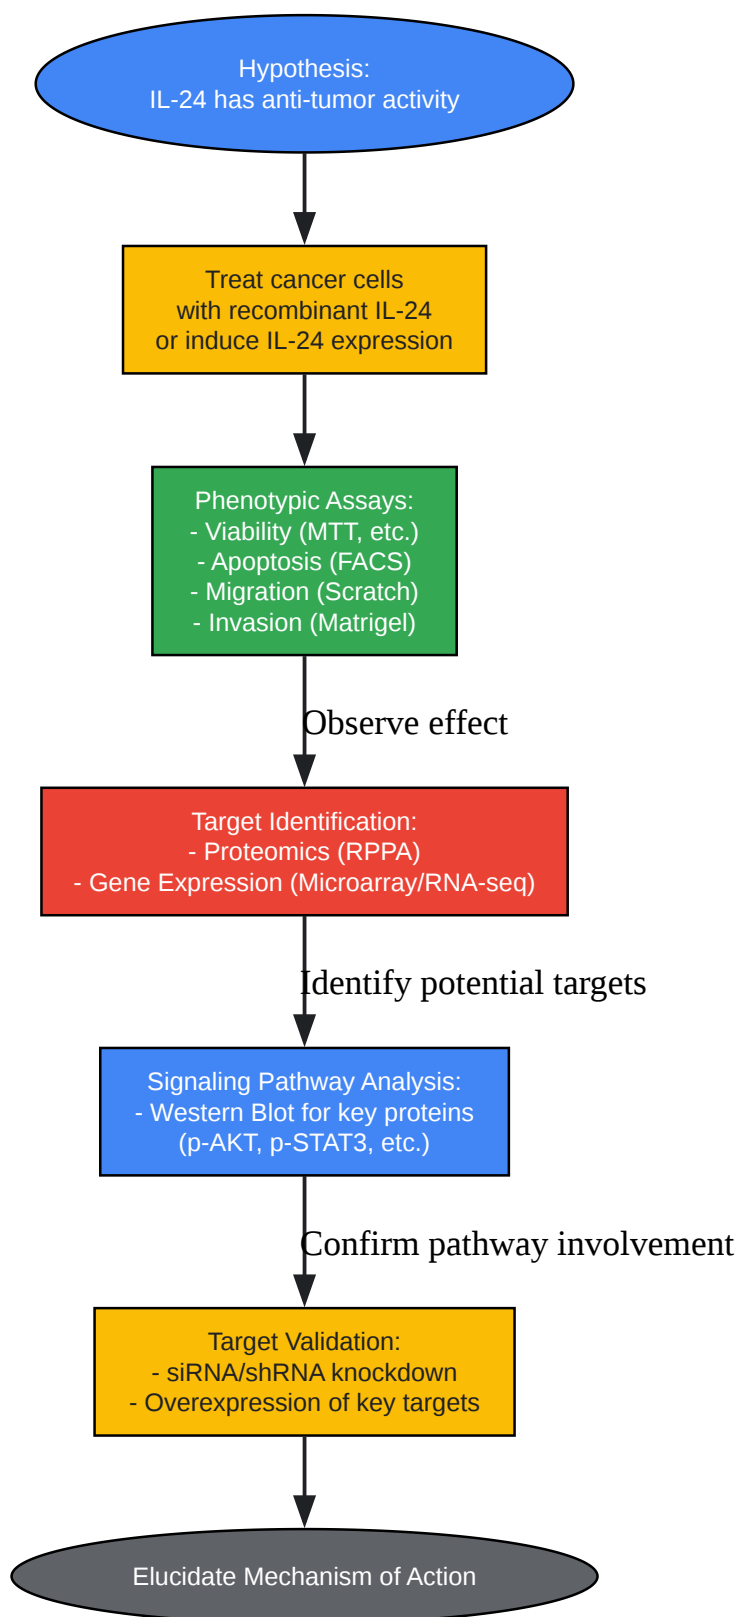 Hypothesis:
IL-24 has anti-tumor activity
Treat cancer cells
with recombinant IL-24
or induce IL-24 expression
Phenotypic Assays:
- Viability (MTT, etc.)
- Apoptosis (FACS)
- Migration (Scratch)
- Invasion (Matrigel)
Observe effect
Target Identification:
- Proteomics (RPPA)
- Gene Expression (Microarray/RNA-seq)
Identify potential targets
Signaling Pathway Analysis:
- Western Blot for key proteins
(p-AKT, p-STAT3, etc.)
Confirm pathway involvement
Target Validation:
- siRNA/shRNA knockdown
- Overexpression of key targets
Elucidate Mechanism of Action